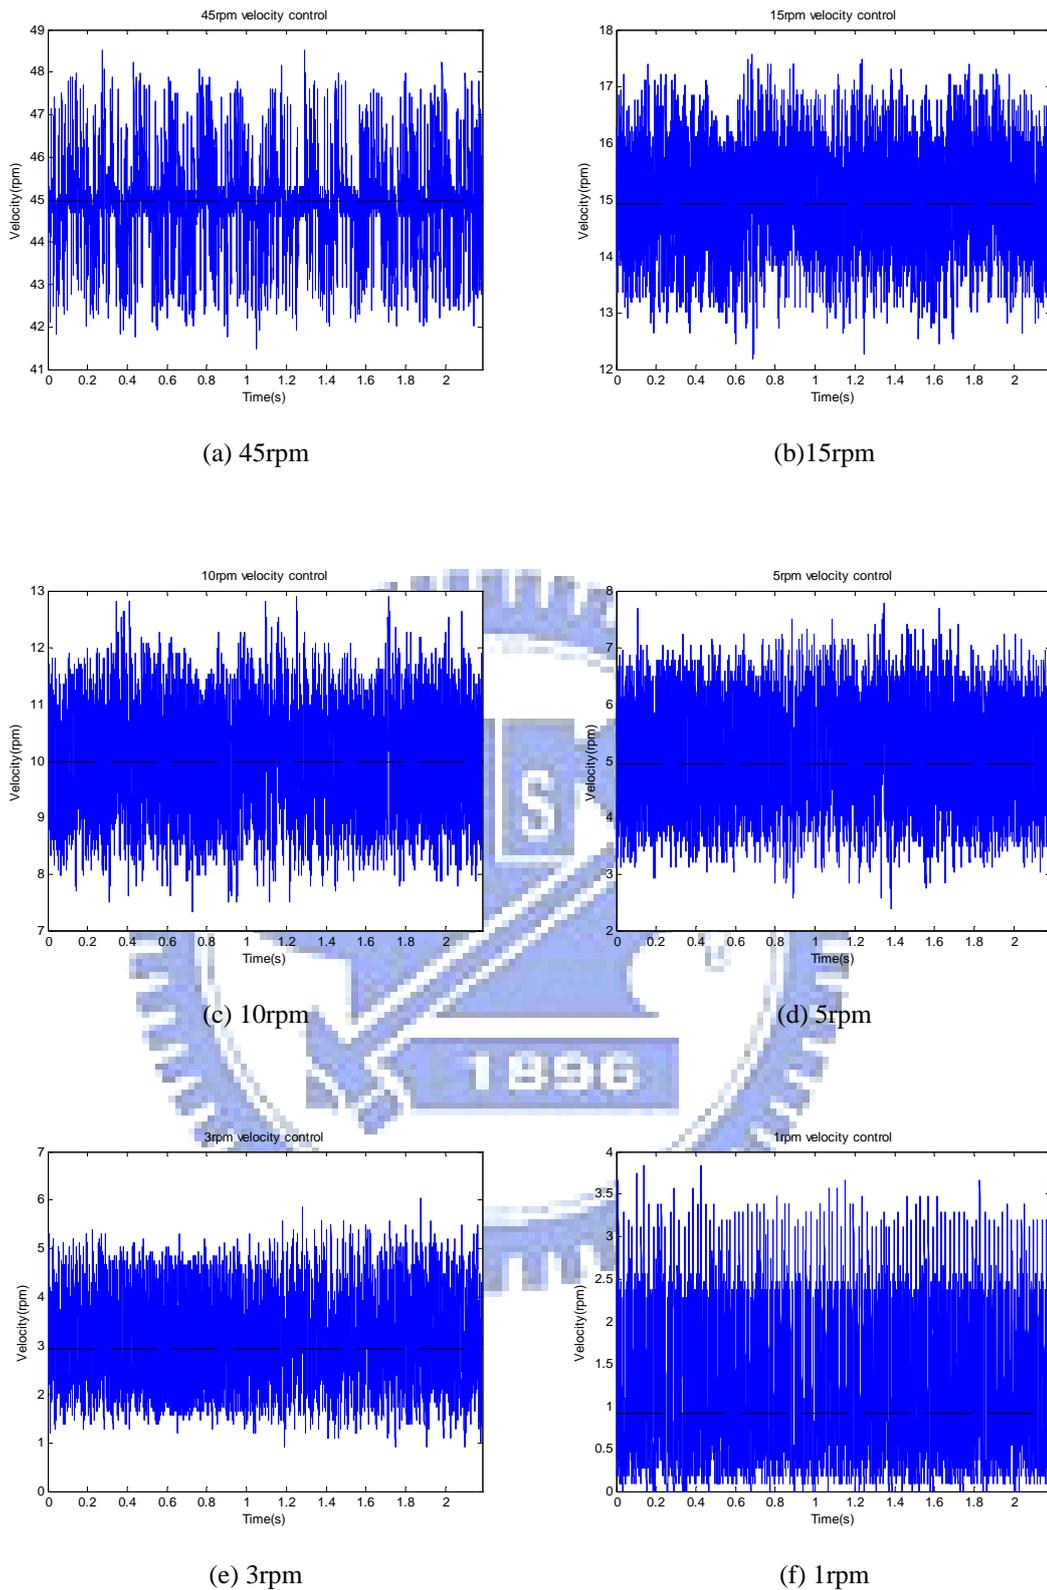 45rpm velocity control
49
48
47
46
45
44
43
42
41
Velocity(rpm)
0 0.2 0.4 0.6 0.8 1 1.2 1.4 1.6 1.8 2
Time(s)
(a) 45rpm
15rpm velocity control
18
17
16
15
14
13
12
Velocity(rpm)
0 0.2 0.4 0.6 0.8 1 1.2 1.4 1.6 1.8 2
Time(s)
(b)15rpm
10rpm velocity control
13
12
11
10
9
8
7
Velocity(rpm)
0 0.2 0.4 0.6 0.8 1 1.2 1.4 1.6 1.8 2
Time(s)
(c) 10rpm
5rpm velocity control
8
7
6
5
4
3
2
Velocity(rpm)
0 0.2 0.4 0.6 0.8 1 1.2 1.4 1.6 1.8 2
Time(s)
(d) 5rpm
S
1896
3rpm velocity control
7
6
5
4
3
2
1
0
Velocity(rpm)
0 0.2 0.4 0.6 0.8 1 1.2 1.4 1.6 1.8 2
Time(s)
(e) 3rpm
1rpm velocity control
4
3.5
3
2.5
2
1.5
1
0.5
0
Velocity(rpm)
0 0.2 0.4 0.6 0.8 1 1.2 1.4 1.6 1.8 2
Time(s)
(f) 1rpm